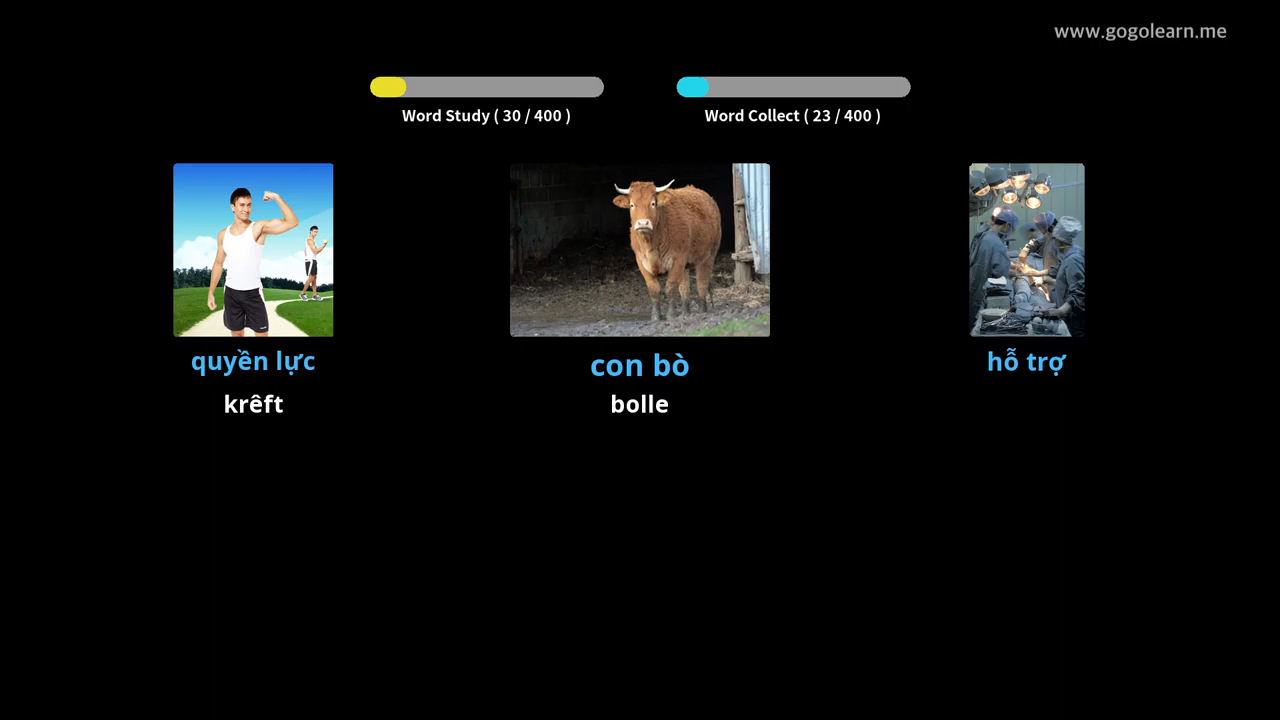 www.gogolearn.me
Word Study ( 30 / 400 )
Word Collect ( 23 / 400 )
quyền lực
con bò
hỗ trợ
krêft
bolle